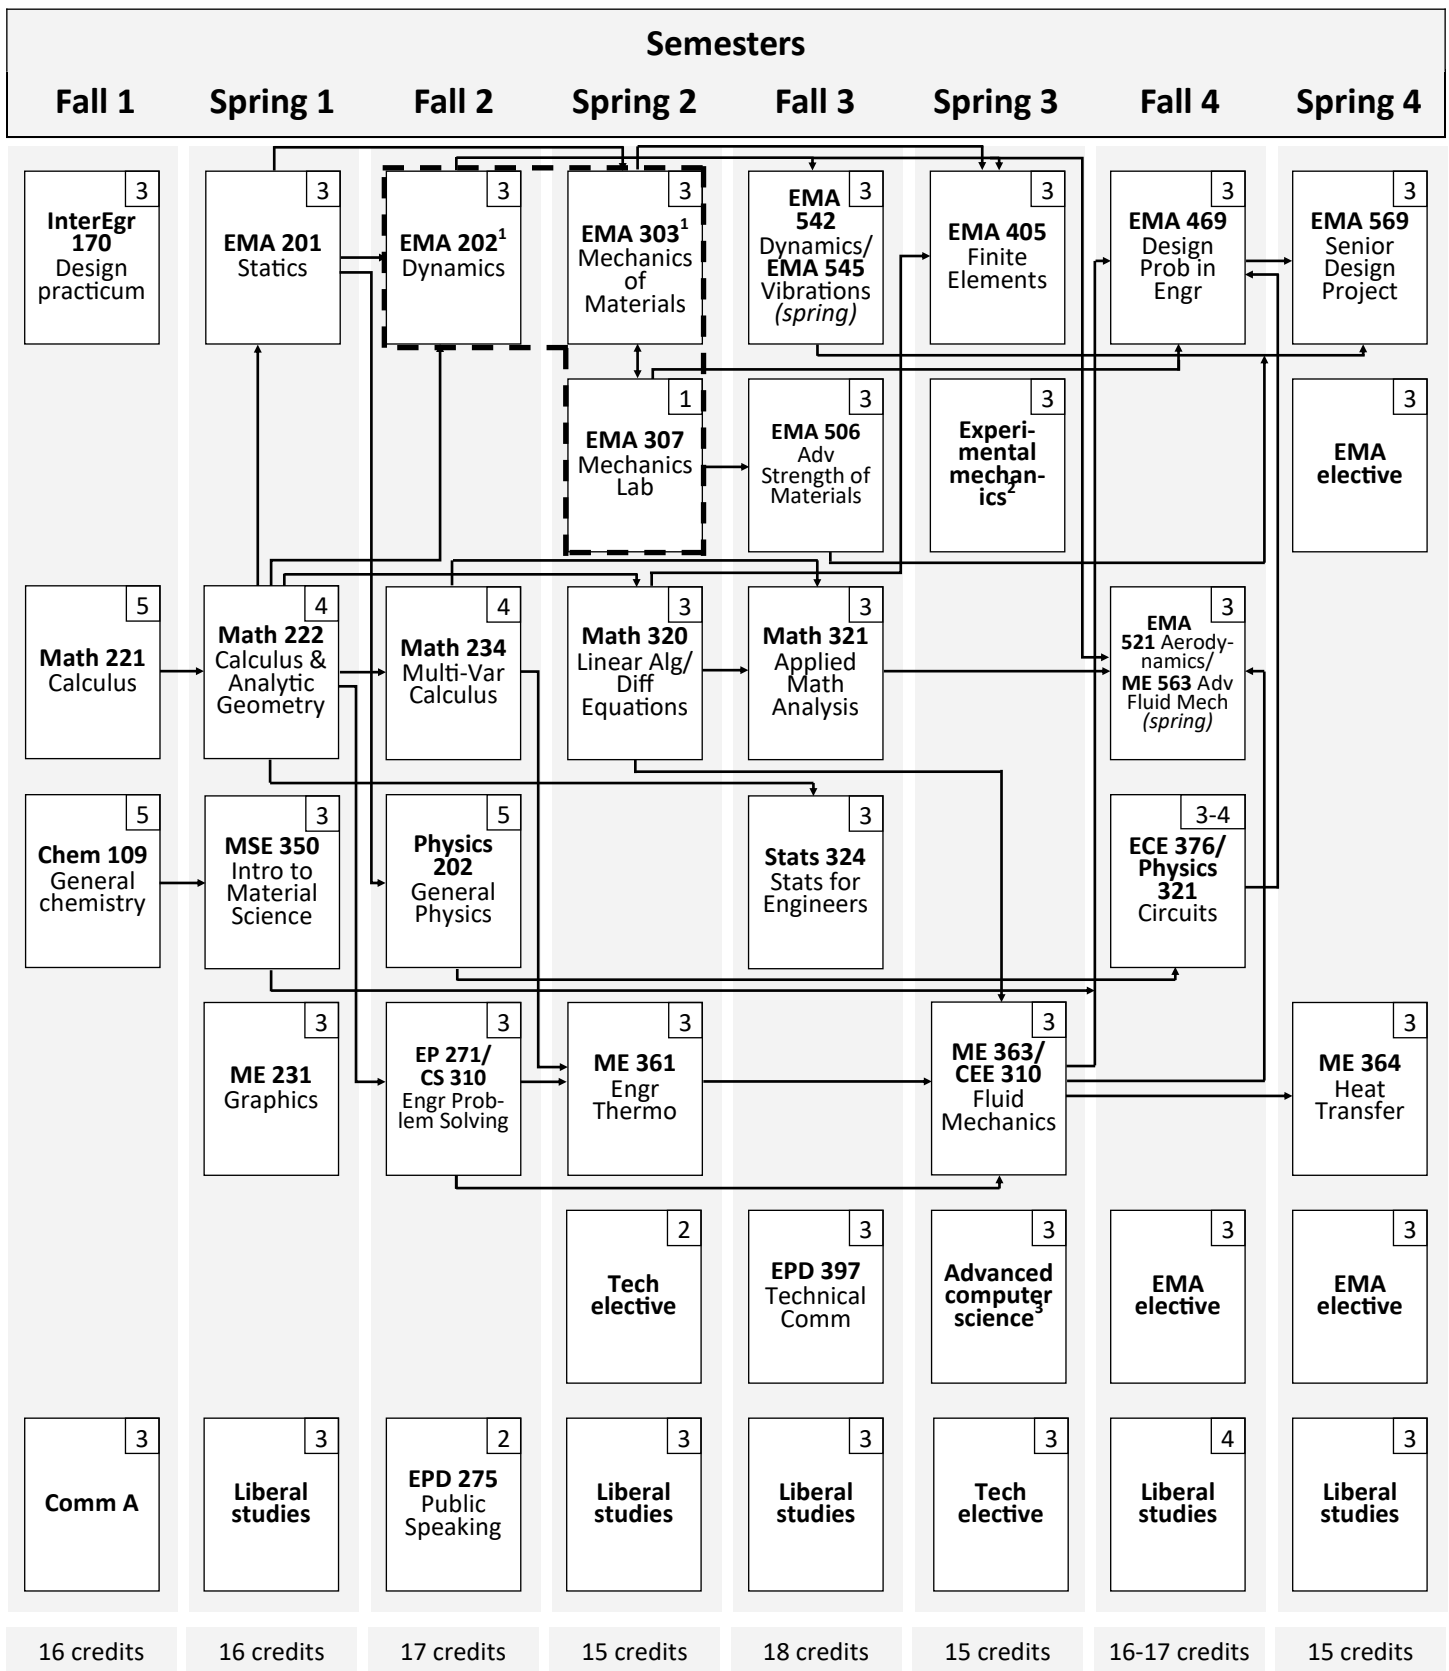 Semesters
Fall 1
Spring 1
Fall 2
Spring 2
Fall 3
Spring 3
Fall 4
Spring 4
3
InterEgr
170
Design
practicum
3
EMA 201
Statics
3
EMA 202¹
Dynamics
3
EMA 303¹
Mechanics
of
Materials
3
EMA
542
Dynamics/
EMA 545
Vibrations
(spring)
3
EMA 405
Finite
Elements
3
EMA 469
Design
Prob in
Engr
3
EMA 569
Senior
Design
Project
1
EMA 307
Mechanics
Lab
3
EMA 506
Adv
Strength of
Materials
3
Experi-
mental
mechan-
ics²
3
EMA
elective
5
Math 221
Calculus
4
Math 222
Calculus &
Analytic
Geometry
4
Math 234
Multi-Var
Calculus
3
Math 320
Linear Alg/
Diff
Equations
3
Math 321
Applied
Math
Analysis
3
EMA
521 Aerody-
namics/
ME 563 Adv
Fluid Mech
(spring)
5
Chem 109
General
chemistry
3
MSE 350
Intro to
Material
Science
5
Physics
202
General
Physics
3
Stats 324
Stats for
Engineers
3-4
ECE 376/
Physics
321
Circuits
3
ME 231
Graphics
3
EP 271/
CS 310
Engr Prob-
lem Solving
3
ME 361
Engr
Thermo
3
ME 363/
CEE 310
Fluid
Mechanics
3
ME 364
Heat
Transfer
2
Tech
elective
3
EPD 397
Technical
Comm
3
Advanced
computer
science³
3
EMA
elective
3
EMA
elective
3
Comm A
3
Liberal
studies
2
EPD 275
Public
Speaking
3
Liberal
studies
3
Liberal
studies
3
Tech
elective
4
Liberal
studies
3
Liberal
studies
16 credits
16 credits
17 credits
15 credits
18 credits
15 credits
16-17 credits
15 credits